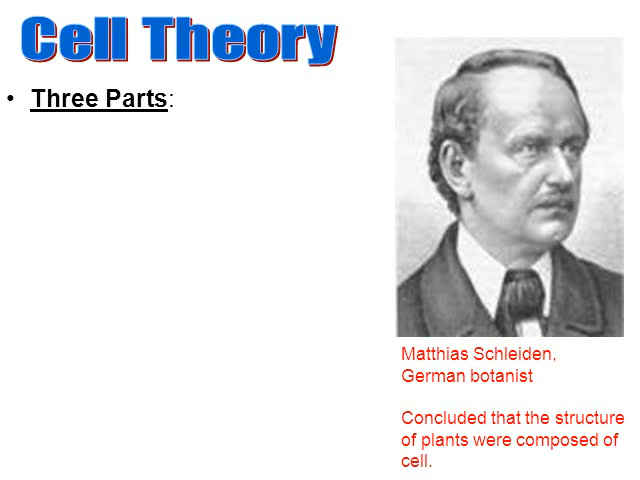 Cell Theory
• Three Parts:
Matthias Schleiden,
German botanist
Concluded that the structure
of plants were composed of
cell.